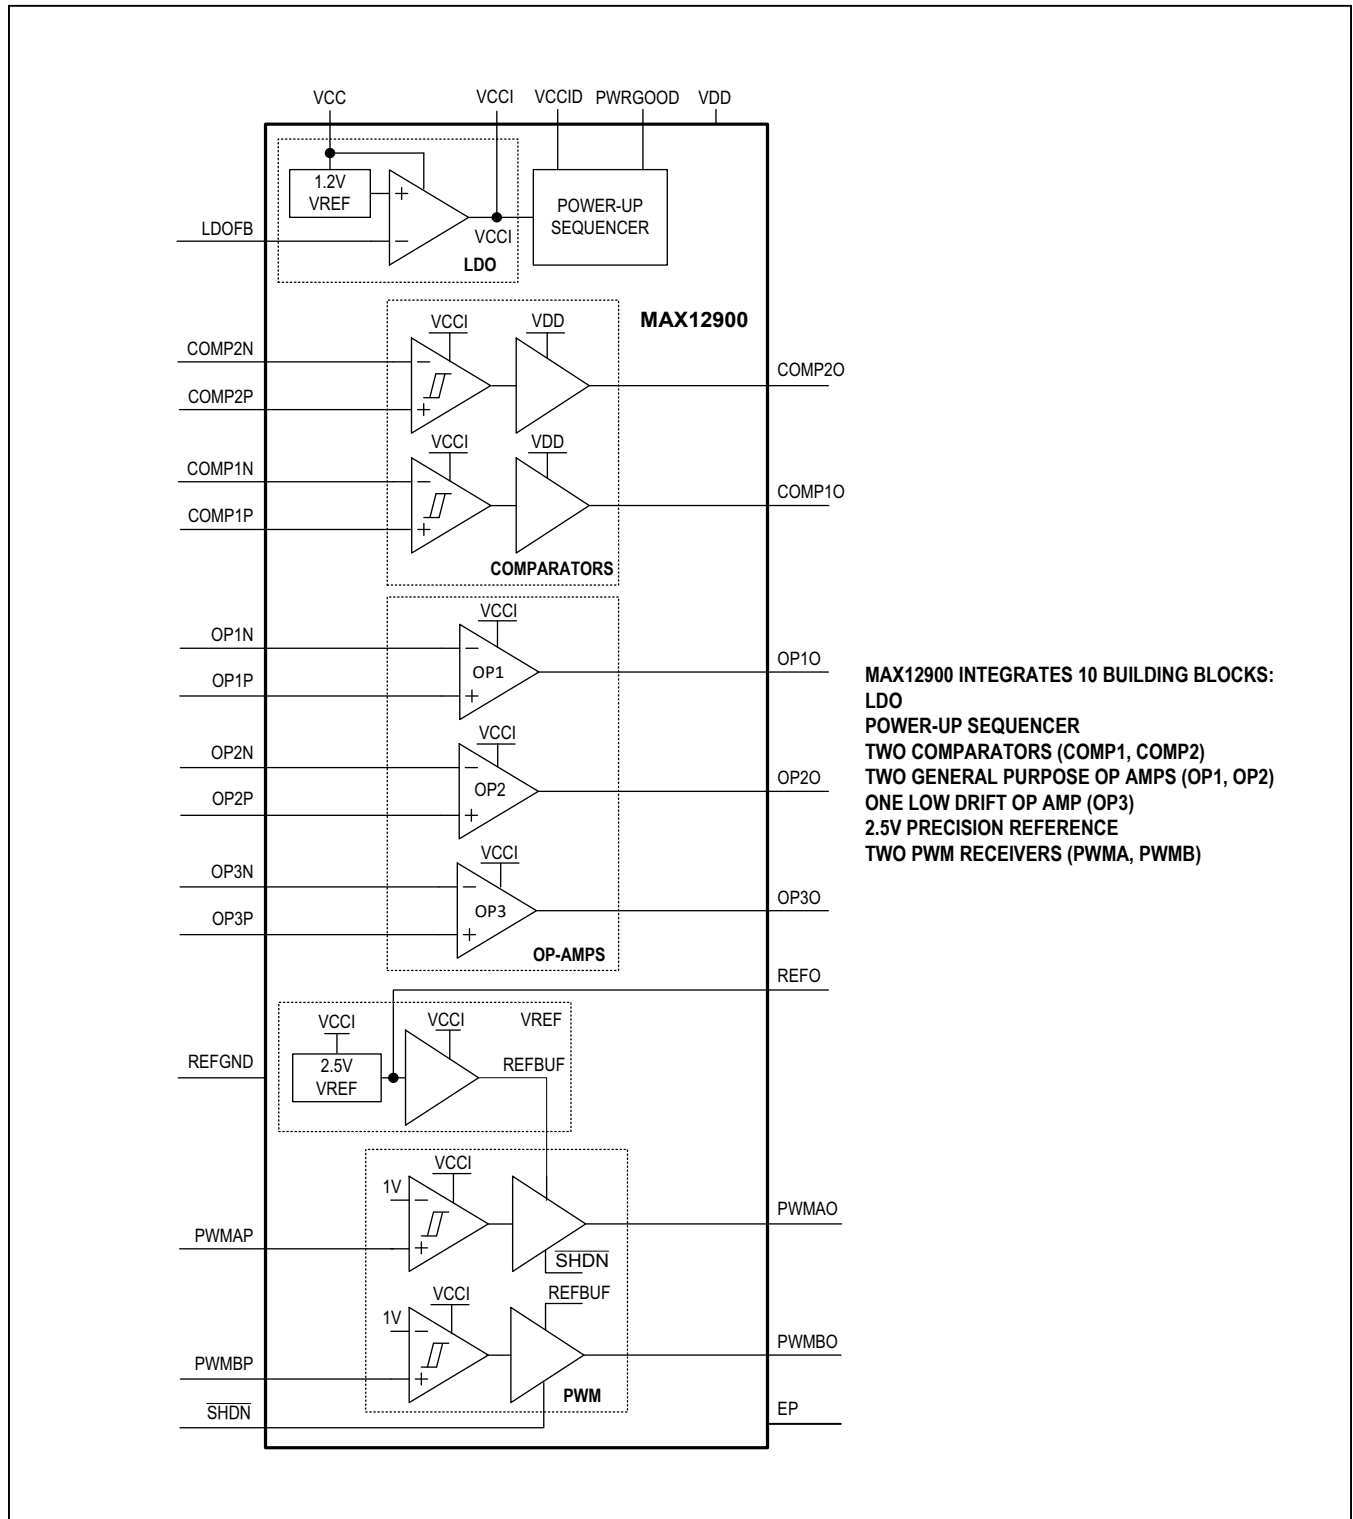 VCC VCCI VCCID PWRGOOD VDD
1.2V
VREF
+
−
LDOFB
VCCI
LDO
POWER-UP
SEQUENCER
MAX12900
VCCI VDD
COMP2N
−
COMP2P
+
COMP2O
VCCI VDD
COMP1N
−
COMP1P
+
COMP1O
COMPARATORS
VCCI
OP1N
−
OP1
OP1P
+
OP1O
VCCI
OP2N
−
OP2
OP2P
+
OP2O
VCCI
OP3N
−
OP3
OP3P
+
OP3O
OP-AMPS
MAX12900 INTEGRATES 10 BUILDING BLOCKS:
LDO
POWER-UP SEQUENCER
TWO COMPARATORS (COMP1, COMP2)
TWO GENERAL PURPOSE OP AMPS (OP1, OP2)
ONE LOW DRIFT OP AMP (OP3)
2.5V PRECISION REFERENCE
TWO PWM RECEIVERS (PWMA, PWMB)
REFO
VCCI VCCI VREF
REFGND
2.5V
VREF
REFBUF
VCCI
1V
−
PWMAP
+
SHDN
PWMAO
VCCI REFBUF
1V
−
PWMBP
+
PWMBO
PWM
SHDN
EP